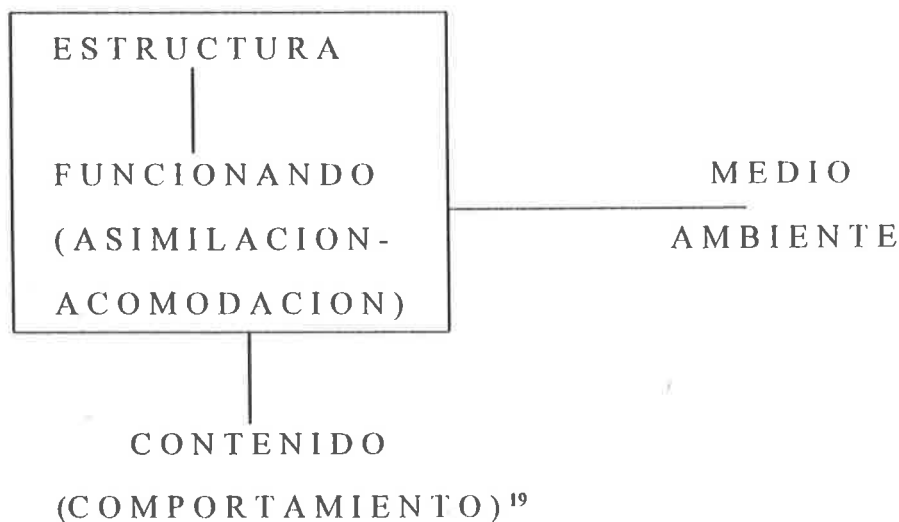 ESTRUCTURA
FUNCIONANDO
(ASIMILACION-
ACOMODACION)
MEDIO
AMBIENTE
CONTENIDO
(COMPORTAMIENTO)¹⁹